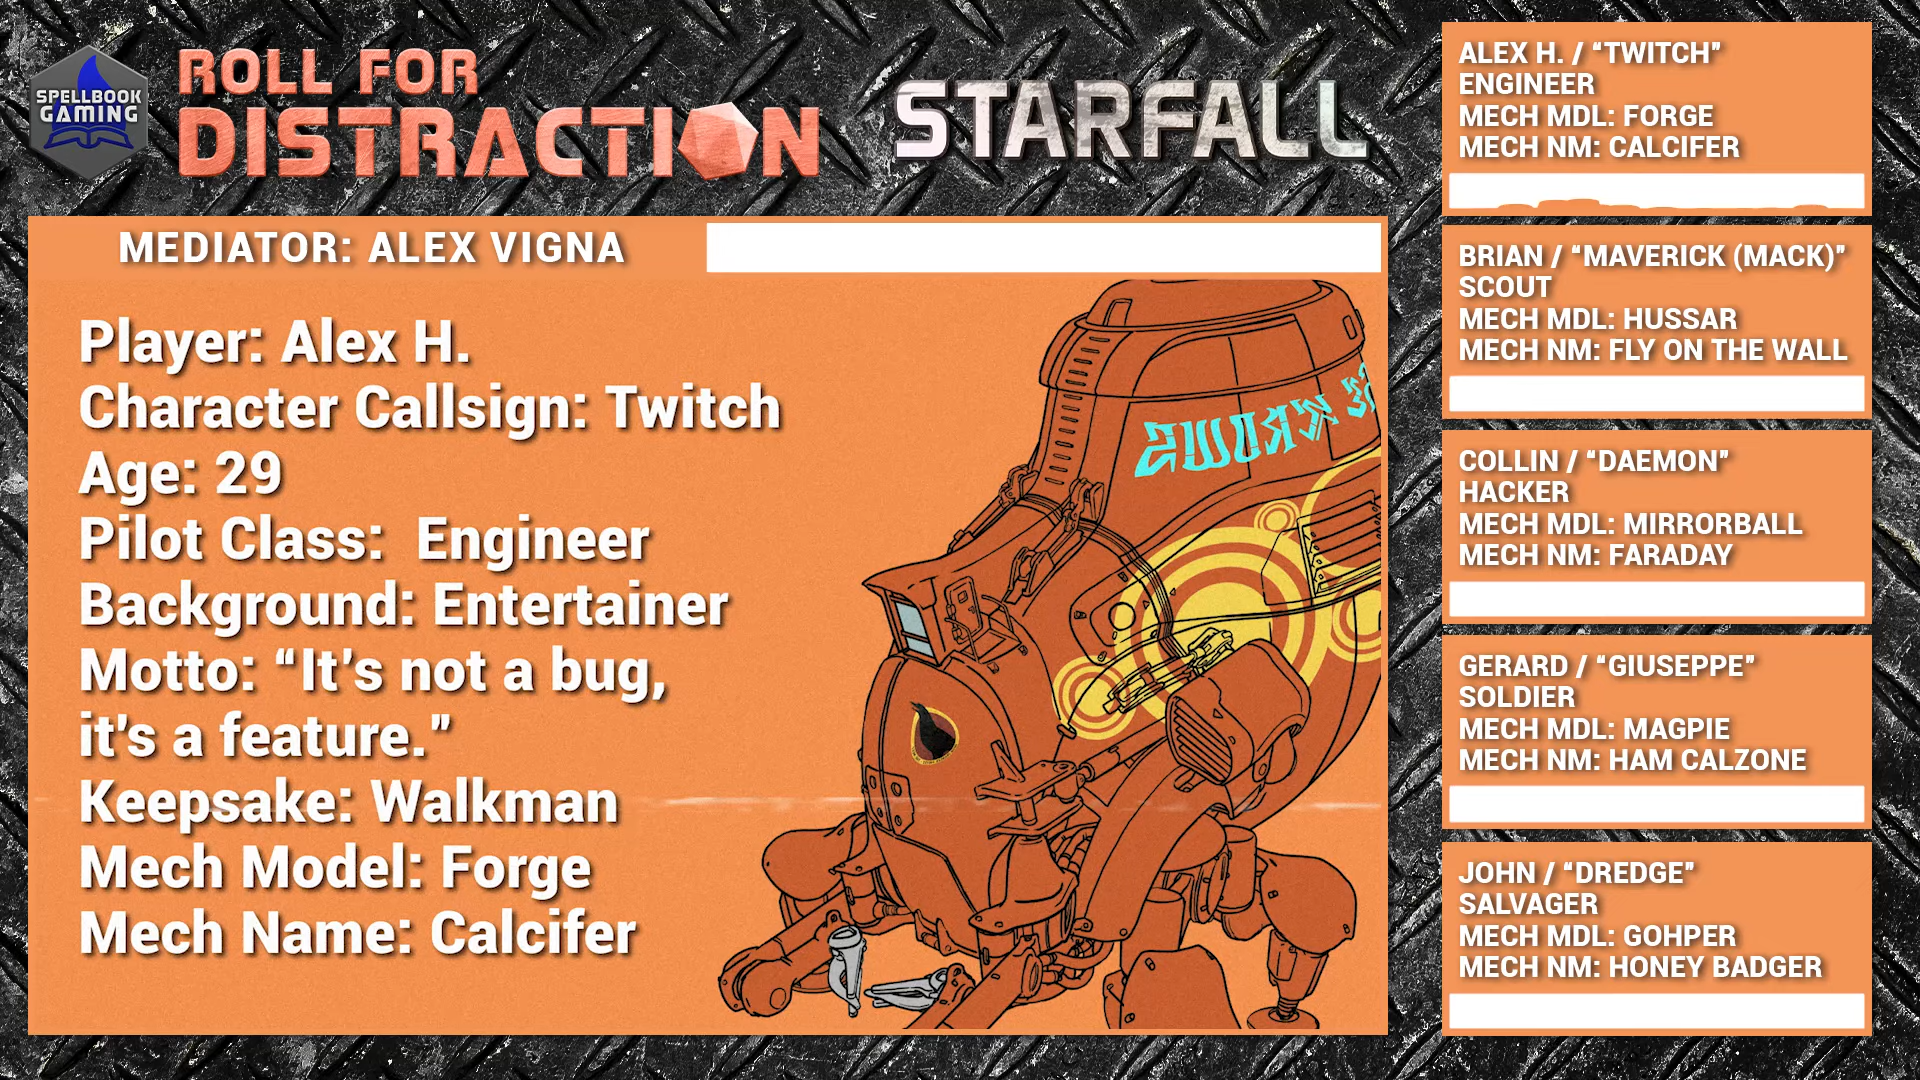 SPELLBOOK
GAMING
ROLL FOR
DISTRACTION
STARFALL
MEDIATOR: ALEX VIGNA
Player: Alex H.
Character Callsign: Twitch
Age: 29
Pilot Class: Engineer
Background: Entertainer
Motto: “It’s not a bug,
it’s a feature.”
Keepsake: Walkman
Mech Model: Forge
Mech Name: Calcifer
ALEX H. / “TWITCH”
ENGINEER
MECH MDL: FORGE
MECH NM: CALCIFER
BRIAN / “MAVERICK (MACK)”
SCOUT
MECH MDL: HUSSAR
MECH NM: FLY ON THE WALL
COLLIN / “DAEMON”
HACKER
MECH MDL: MIRRORBALL
MECH NM: FARADAY
GERARD / “GIUSEPPE”
SOLDIER
MECH MDL: MAGPIE
MECH NM: HAM CALZONE
JOHN / “DREDGE”
SALVAGER
MECH MDL: GOHPER
MECH NM: HONEY BADGER